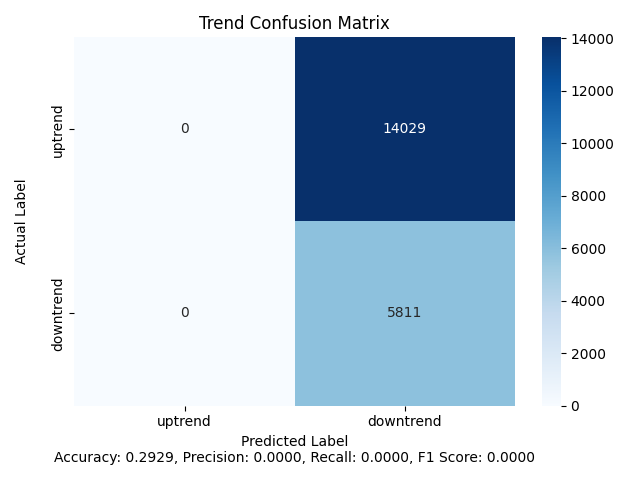 Trend Confusion Matrix
Actual Label
uptrend
downtrend
0
14029
0
5811
uptrend
downtrend
Predicted Label
Accuracy: 0.2929, Precision: 0.0000, Recall: 0.0000, F1 Score: 0.0000
14000
12000
10000
8000
6000
4000
2000
0